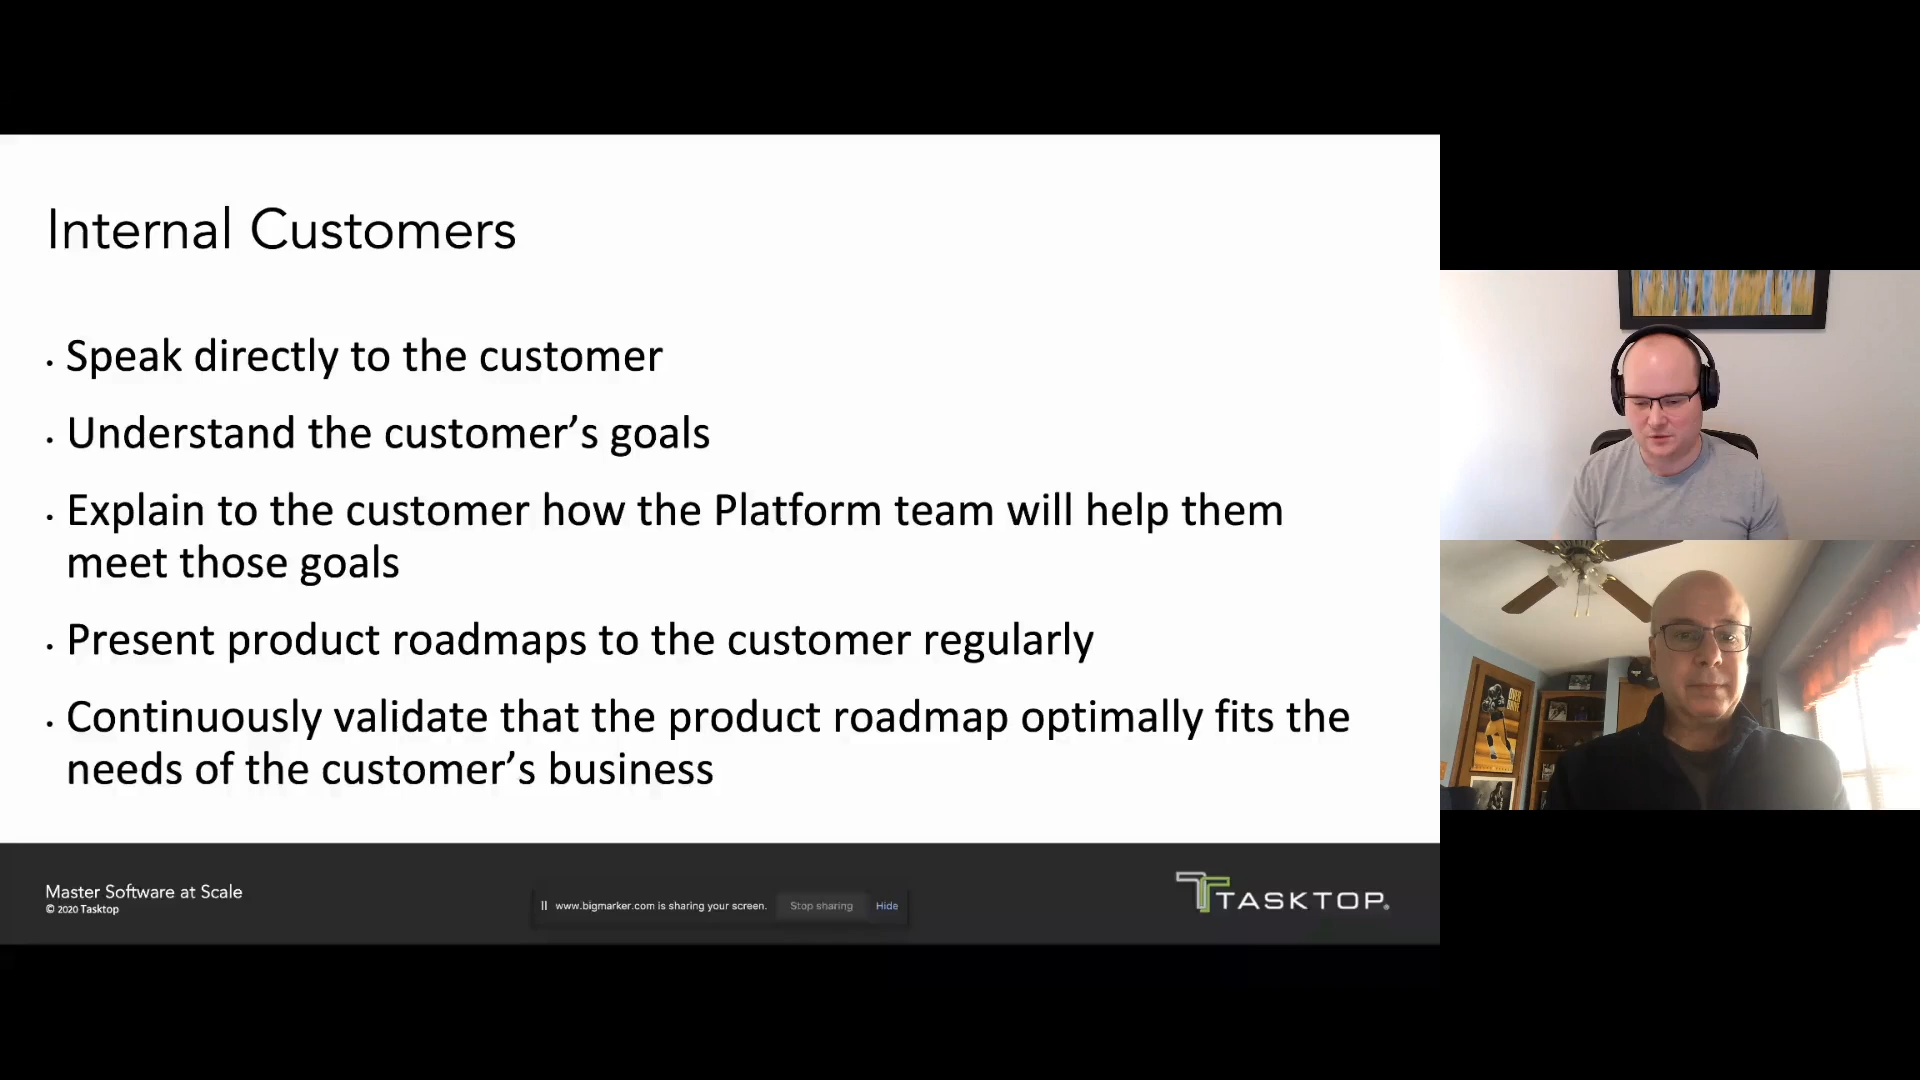 Internal Customers
• Speak directly to the customer
• Understand the customer’s goals
• Explain to the customer how the Platform team will help them
meet those goals
• Present product roadmaps to the customer regularly
• Continuously validate that the product roadmap optimally fits the
needs of the customer’s business
Master Software at Scale
© 2020 Tasktop
www.bigmarker.com is sharing your screen. Stop sharing Hide
TASKTOP®